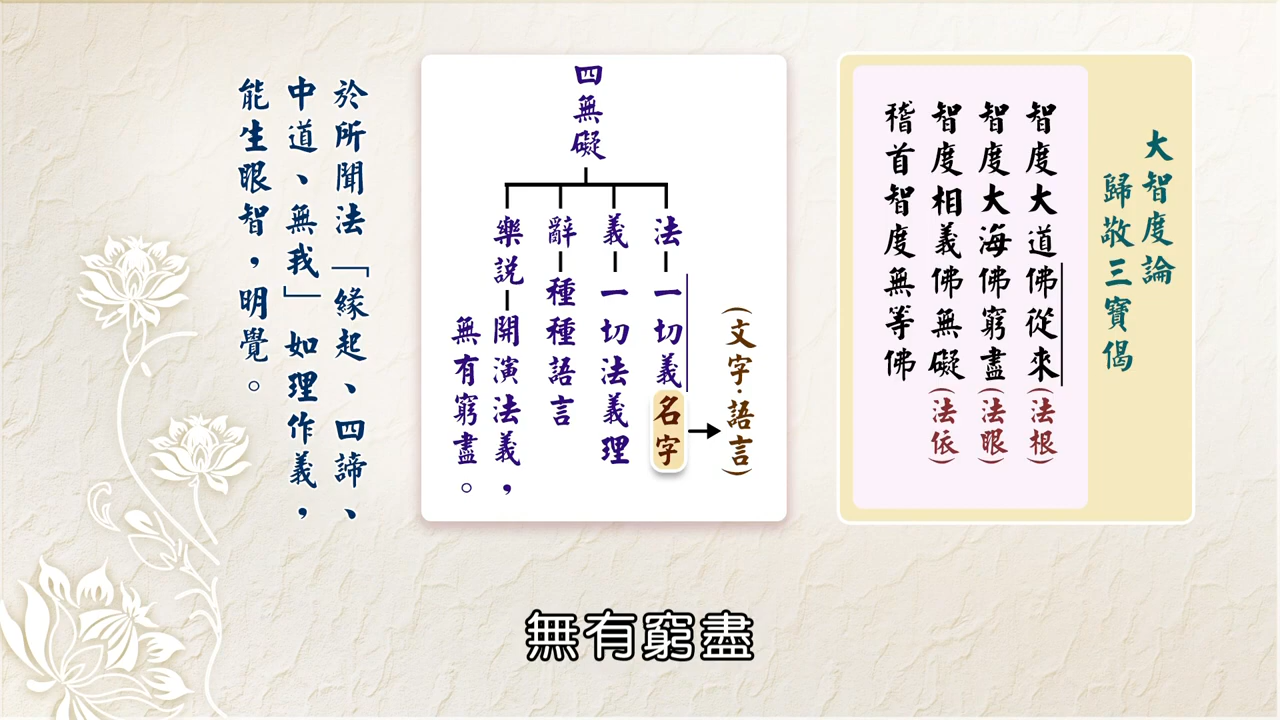 大智度論
歸敬三寶偈
智度大道佛從來(法根)
智度大海佛窮盡(法眼)
智度相義佛無礙(法依)
稽首智度無等佛
四無礙
法
一切義名字
(文字.語言)
義
一切法義理
辭
種種語言
樂說
開演法義,
無有窮盡。
於所聞法「緣起、四諦、
中道、無我」如理作義,
能生眼智,明覺。
無有窮盡